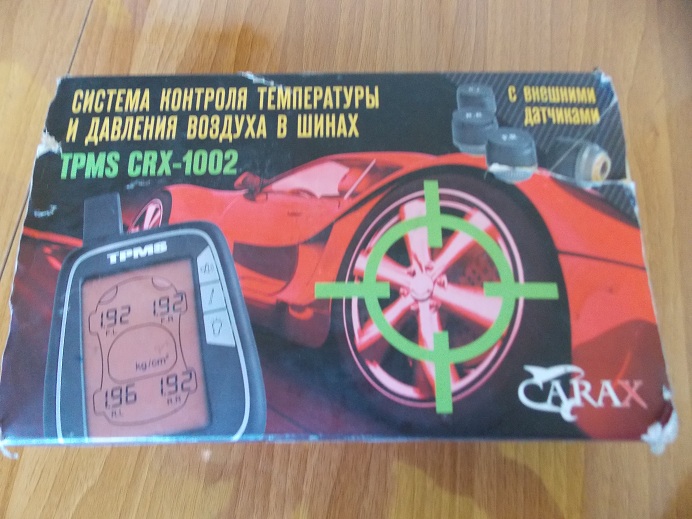 СИСТЕМА КОНТРОЛЯ ТЕМПЕРАТУРЫ
И ДАВЛЕНИЯ ВОЗДУХА В ШИНАХ
TPMS CRX-1002
С ВНЕШНИМИ
ДАТЧИКАМИ
TPMS
1.92 1.92
F.L. F.R.
kg/cm²
1.96 1.92
R.L. R.R.
CARAX